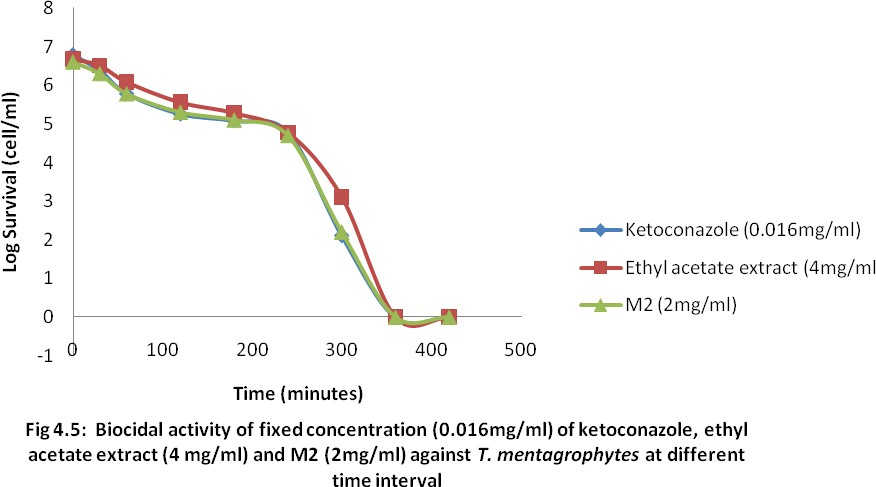 8
7
6
5
4
3
2
1
0
-1
Log Survival (cell/ml)
0 100 200 300 400 500
Time (minutes)
Ketoconazole (0.016mg/ml)
Ethyl acetate extract (4mg/ml
M2 (2mg/ml)
Fig 4.5: Biocidal activity of fixed concentration (0.016mg/ml) of ketoconazole, ethyl
acetate extract (4 mg/ml) and M2 (2mg/ml) against T. mentagrophytes at different
time interval